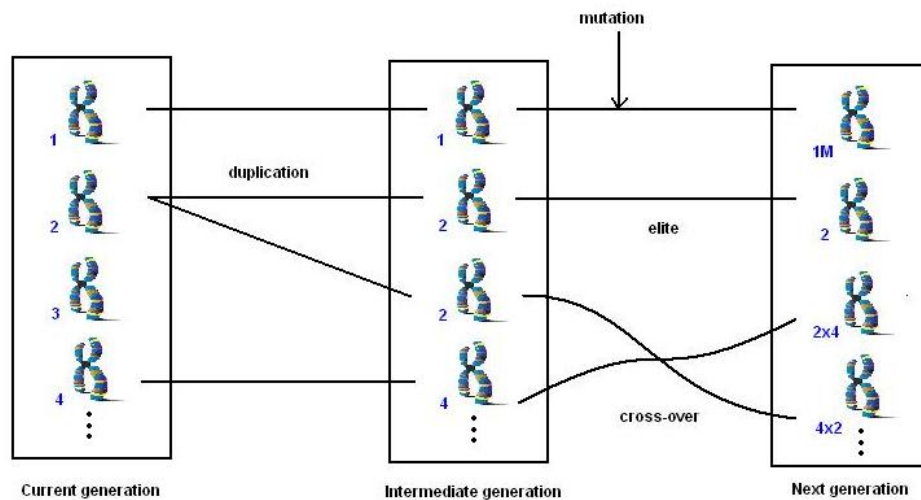 mutation
1
1
1M
duplication
2
2
2
elite
3
2
2x4
4
4
cross-over
4x2
Current generation
Intermediate generation
Next generation